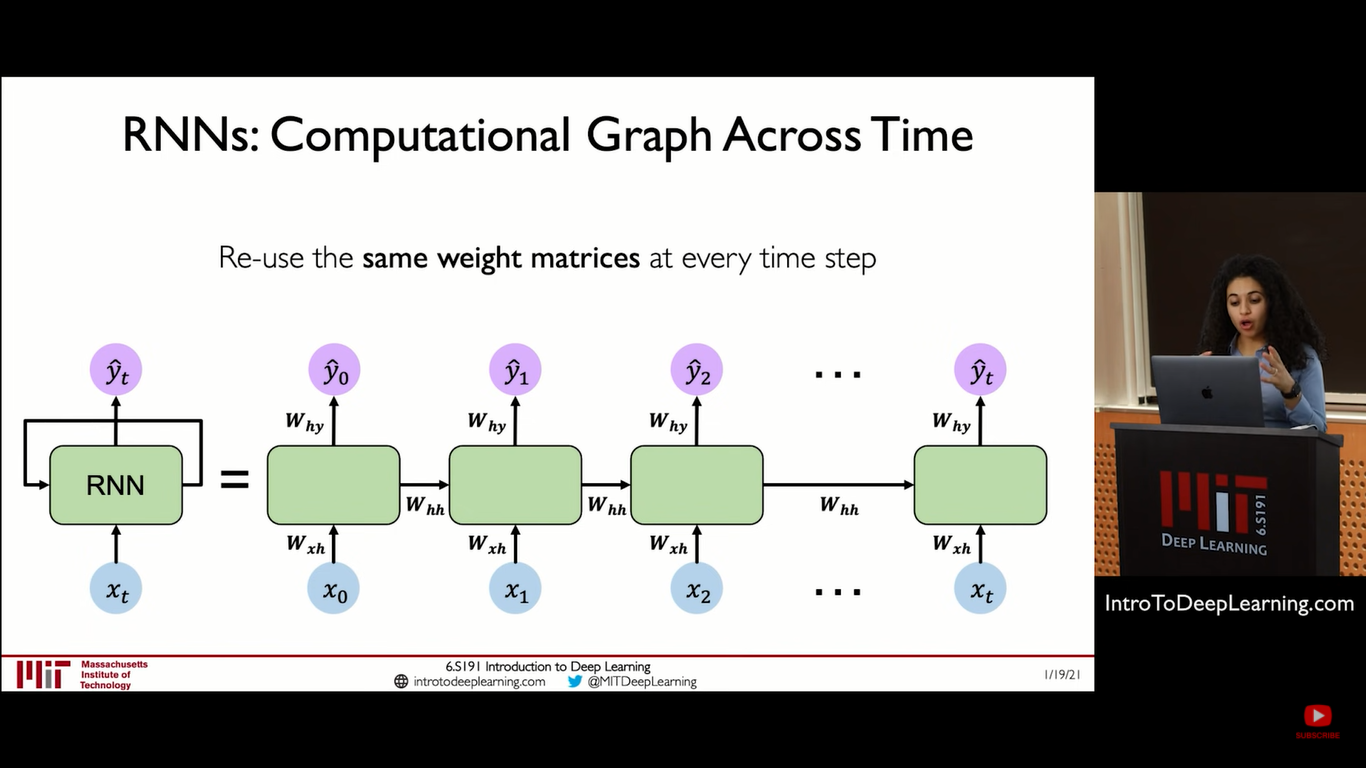 RNNs: Computational Graph Across Time
Re-use the same weight matrices at every time step
ŷt ŷ0 ŷ1 ŷ2 ... ŷt
Why Why Why Why
RNN =
Whh Whh Whh
Wxh Wxh Wxh Wxh
xt x0 x1 x2 ... xt
Massachusetts
Institute of
Technology
6.S191 Introduction to Deep Learning
introtodeeplearning.com @MITDeepLearning
1/19/21
MIT
6.S191
DEEP LEARNING
IntroToDeepLearning.com
SUBSCRIBE